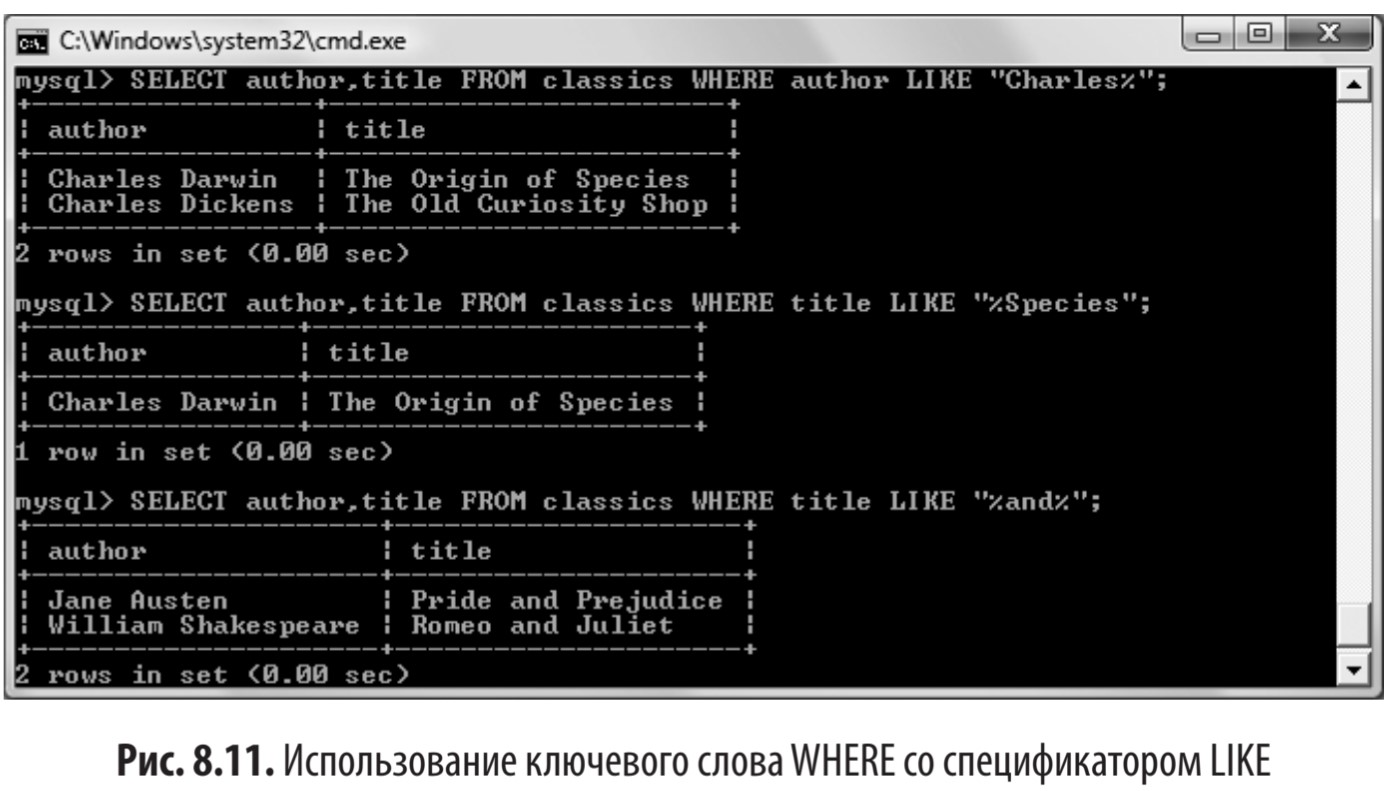 C:\Windows\system32\cmd.exe
mysql> SELECT author,title FROM classics WHERE author LIKE "Charles%";
+-----------------+------------------------+
| author          | title                  |
+-----------------+------------------------+
| Charles Darwin  | The Origin of Species  |
| Charles Dickens | The Old Curiosity Shop |
+-----------------+------------------------+
2 rows in set (0.00 sec)
mysql> SELECT author,title FROM classics WHERE title LIKE "%Species";
+----------------+-----------------------+
| author         | title                 |
+----------------+-----------------------+
| Charles Darwin | The Origin of Species |
+----------------+-----------------------+
1 row in set (0.00 sec)
mysql> SELECT author,title FROM classics WHERE title LIKE "%and%";
+---------------------+---------------------+
| author              | title               |
+---------------------+---------------------+
| Jane Austen         | Pride and Prejudice |
| William Shakespeare | Romeo and Juliet    |
+---------------------+---------------------+
2 rows in set (0.00 sec)
Рис. 8.11. Использование ключевого слова WHERE со спецификатором LIKE